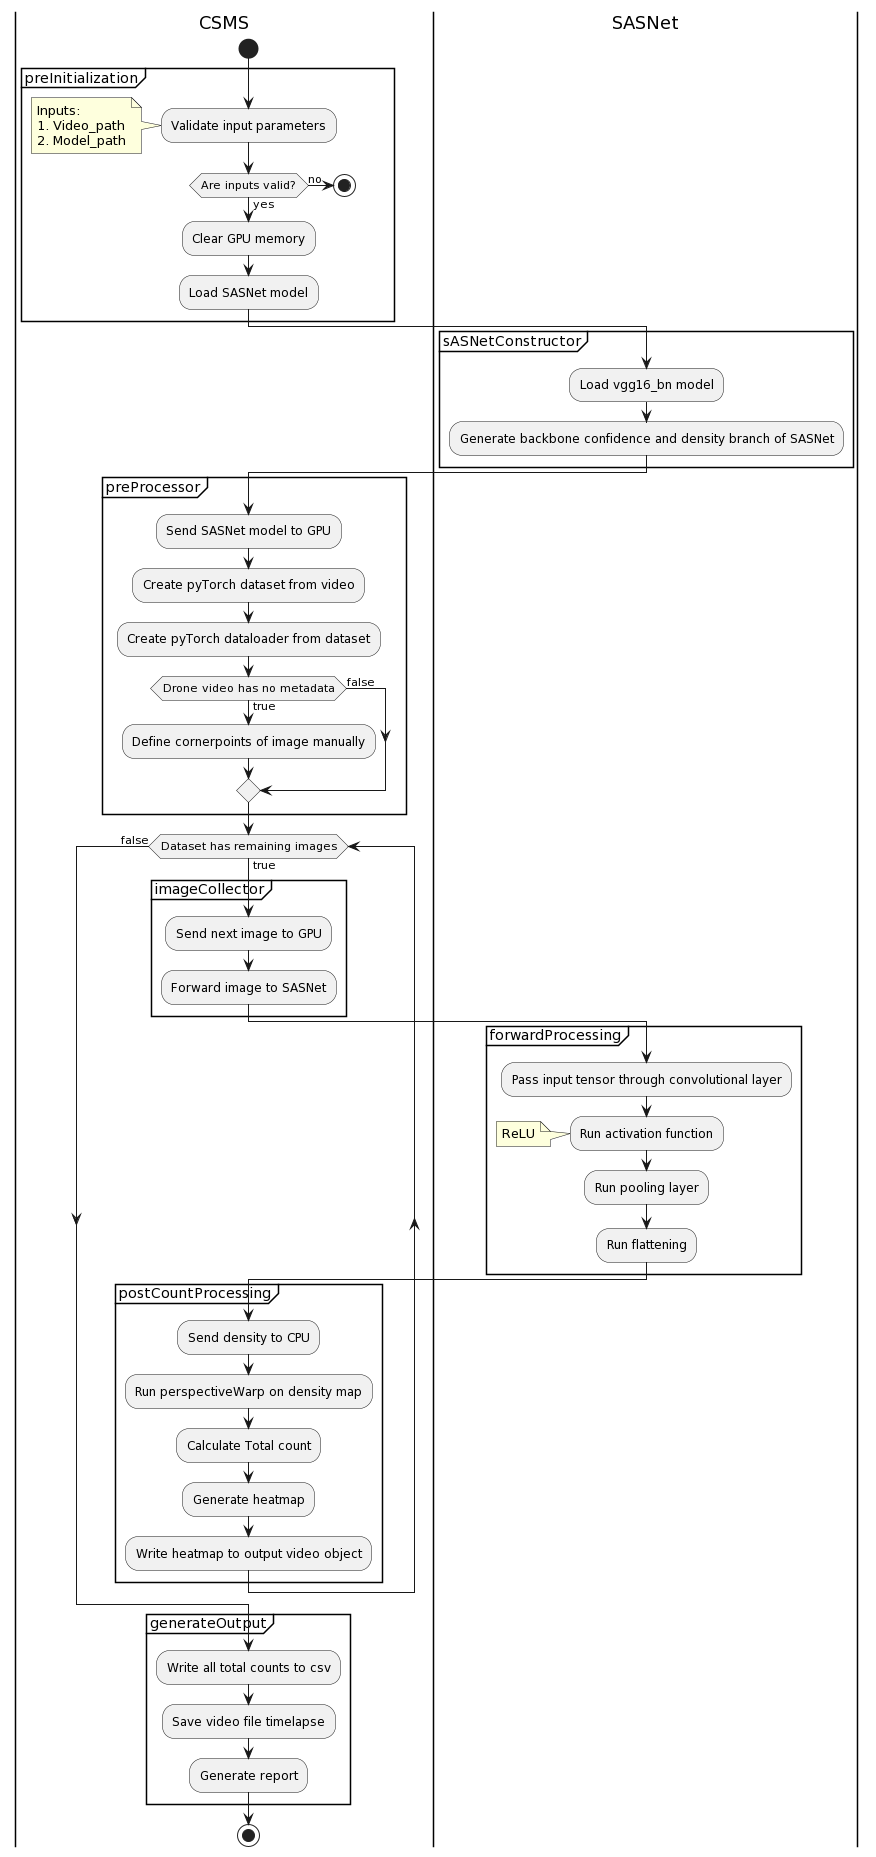 CSMS
SASNet
preInitialization
Inputs:
1. Video_path
2. Model_path
Validate input parameters
Are inputs valid?
no
yes
Clear GPU memory
Load SASNet model
sASNetConstructor
Load vgg16_bn model
Generate backbone confidence and density branch of SASNet
preProcessor
Send SASNet model to GPU
Create pyTorch dataset from video
Create pyTorch dataloader from dataset
Drone video has no metadata
false
true
Define cornerpoints of image manually
false
Dataset has remaining images
true
imageCollector
Send next image to GPU
Forward image to SASNet
forwardProcessing
Pass input tensor through convolutional layer
ReLU
Run activation function
Run pooling layer
Run flattening
postCountProcessing
Send density to CPU
Run perspectiveWarp on density map
Calculate Total count
Generate heatmap
Write heatmap to output video object
generateOutput
Write all total counts to csv
Save video file timelapse
Generate report